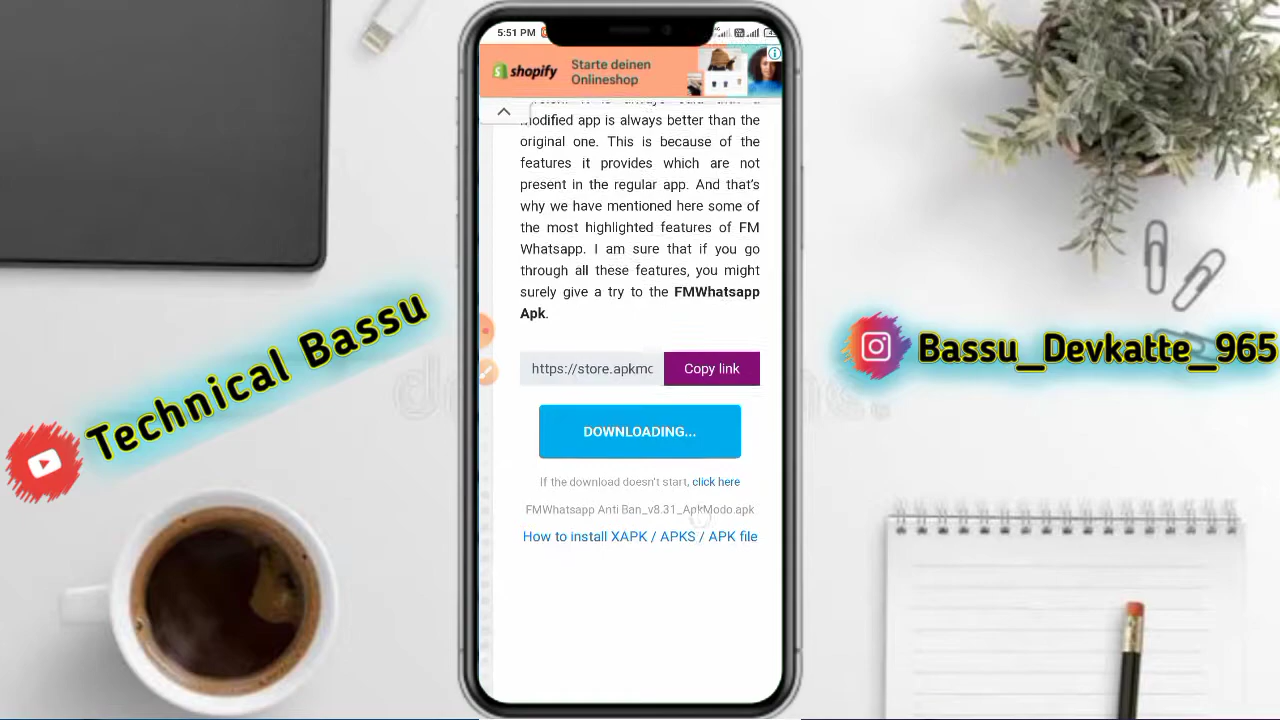 5:51 PM
shopify
Starte deinen
Onlineshop
modified app is always better than the
original one. This is because of the
features it provides which are not
present in the regular app. And that's
why we have mentioned here some of
the most highlighted features of FM
Whatsapp. I am sure that if you go
through all these features, you might
surely give a try to the FMWhatsapp
Apk.
https://store.apkmo
Copy link
DOWNLOADING...
If the download doesn't start, click here
FMWhatsapp Anti Ban_v8.31_ApkModo.apk
How to install XAPK / APKS / APK file
Technical Bassu
Bassu_Devkatte_965